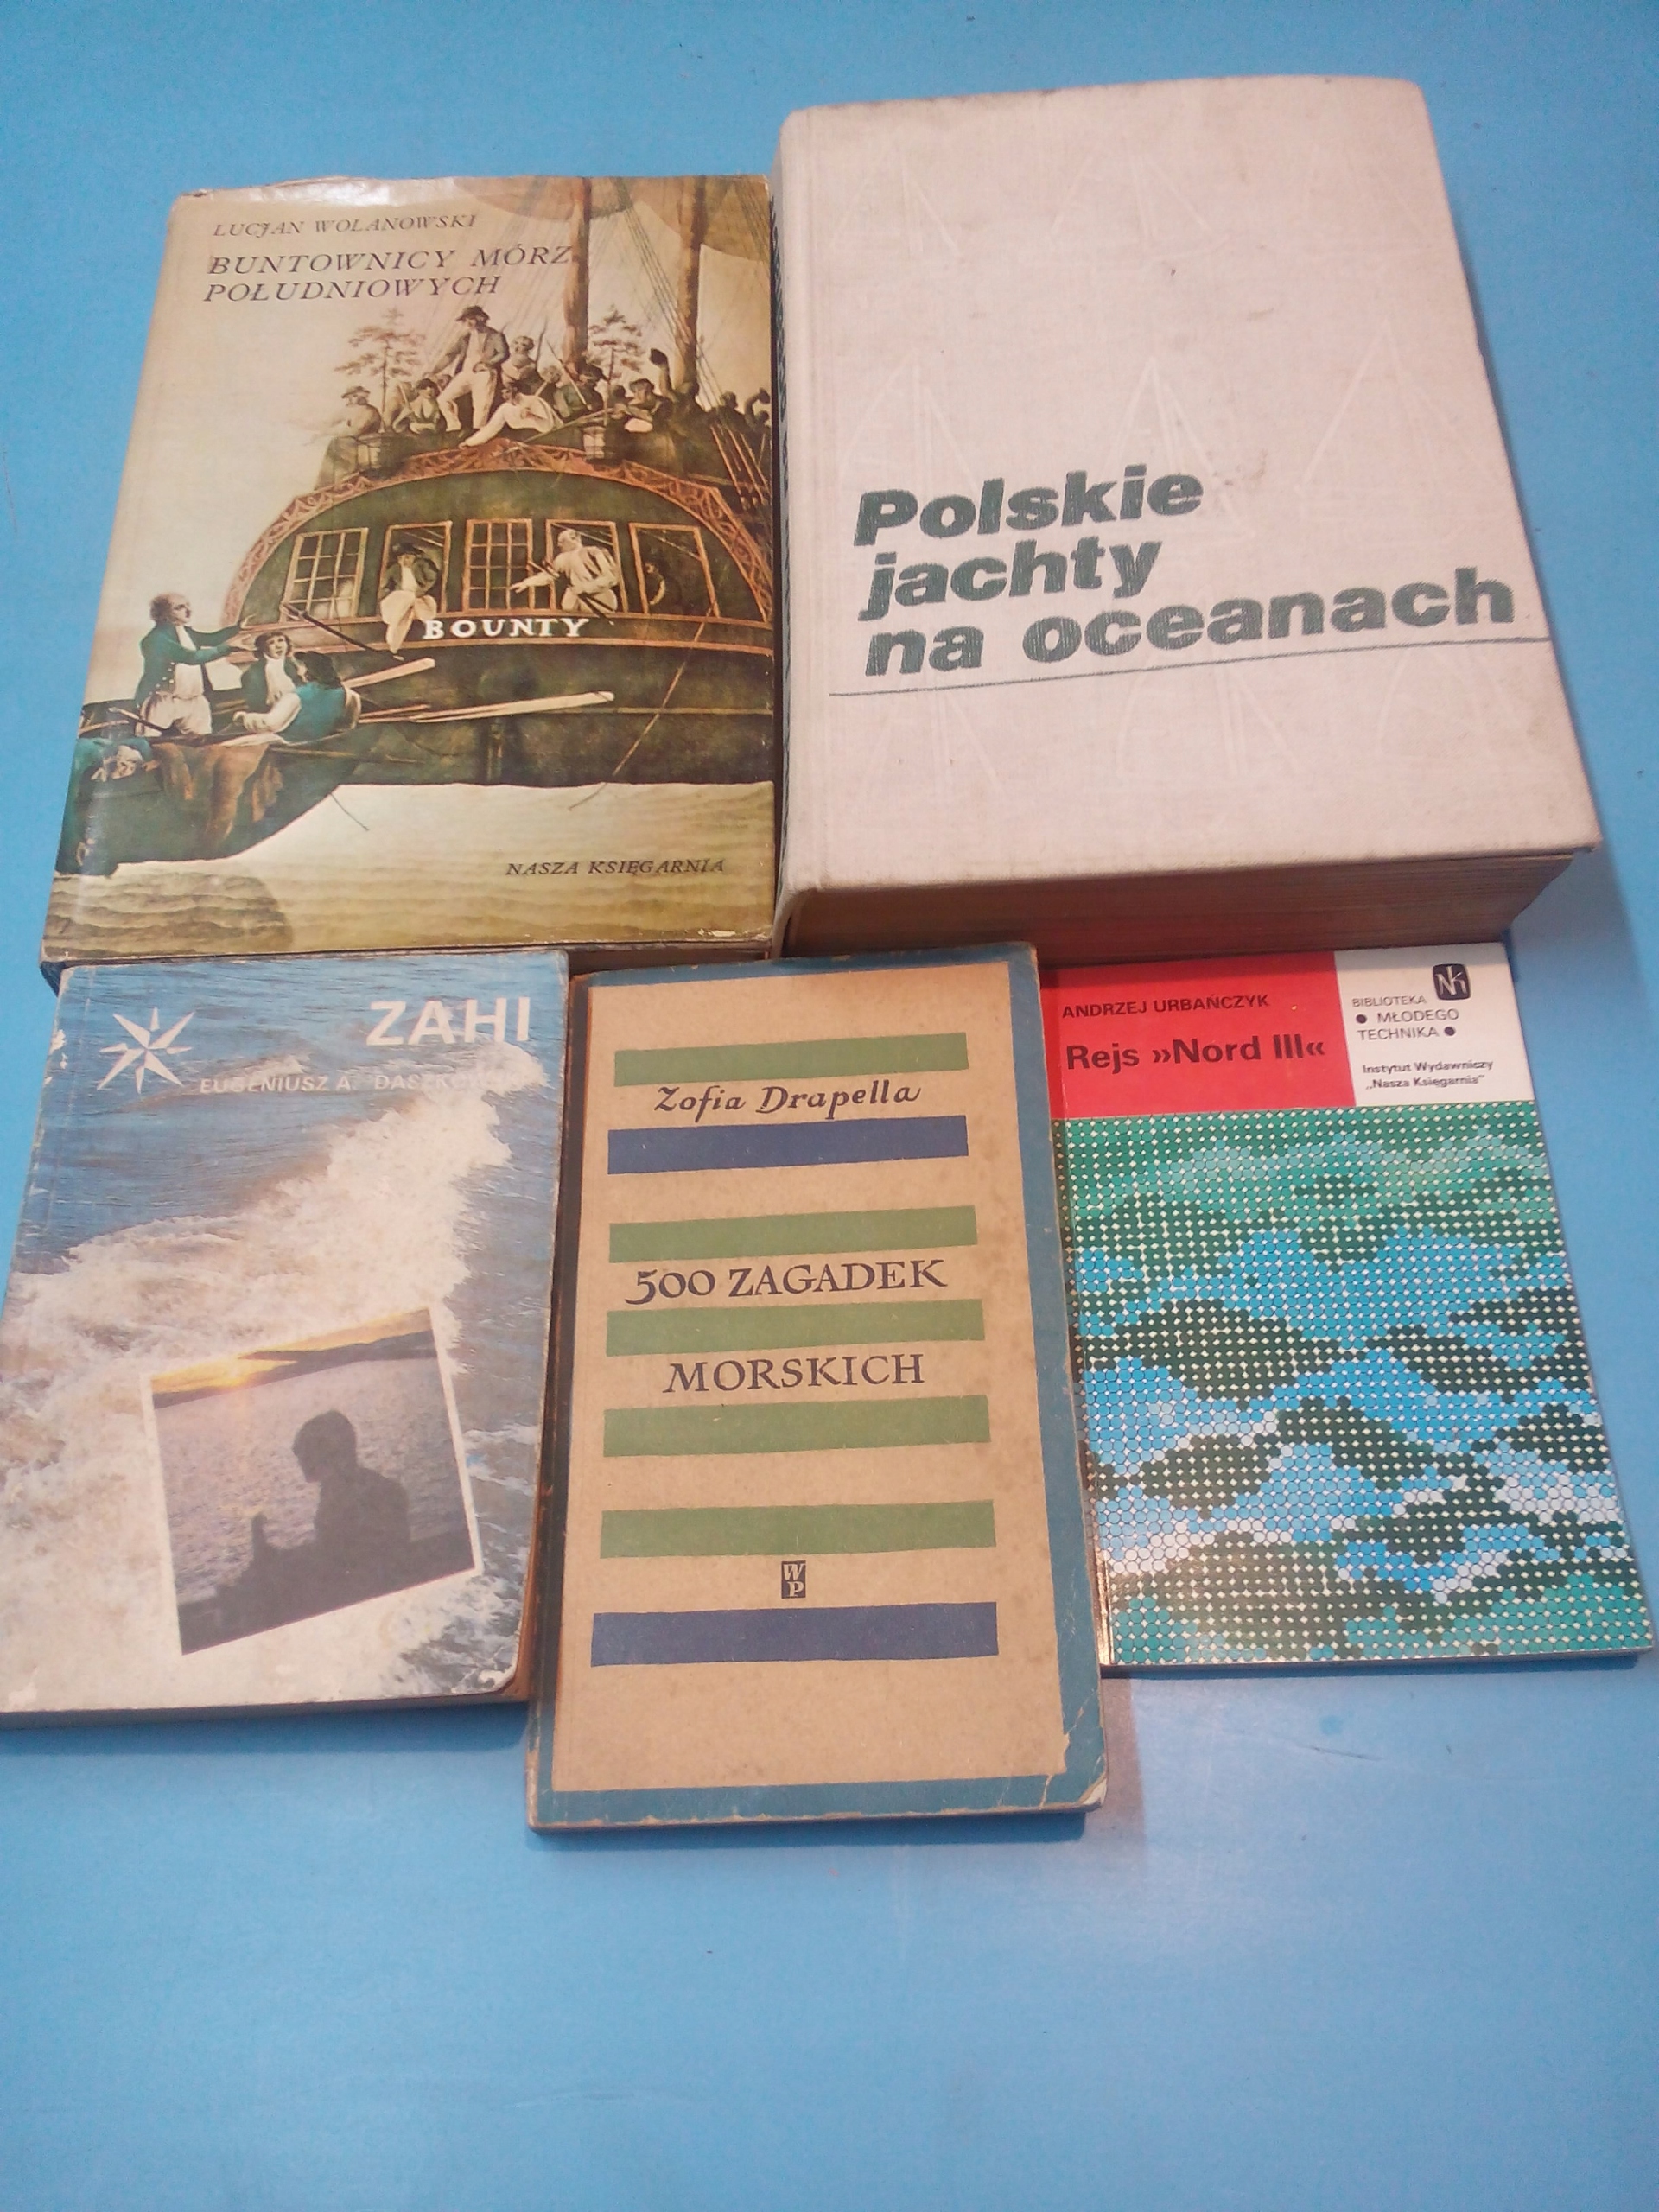 LUCJAN WOLANOWSKI
BUNTOWNICY MÓRZ
POŁUDNIOWYCH
BOUNTY
NASZA KSIĘGARNIA
Polskie
jachty
na oceanach
ZAHI
EUGENIUSZ A.
Zofia Drapella
500 ZAGADEK
MORSKICH
WP
ANDRZEJ URBAŃCZYK
Rejs »Nord III«
BIBLIOTEKA
● MŁODEGO
TECHNIKA ●
Instytut Wydawniczy
„Nasza Księgarnia"